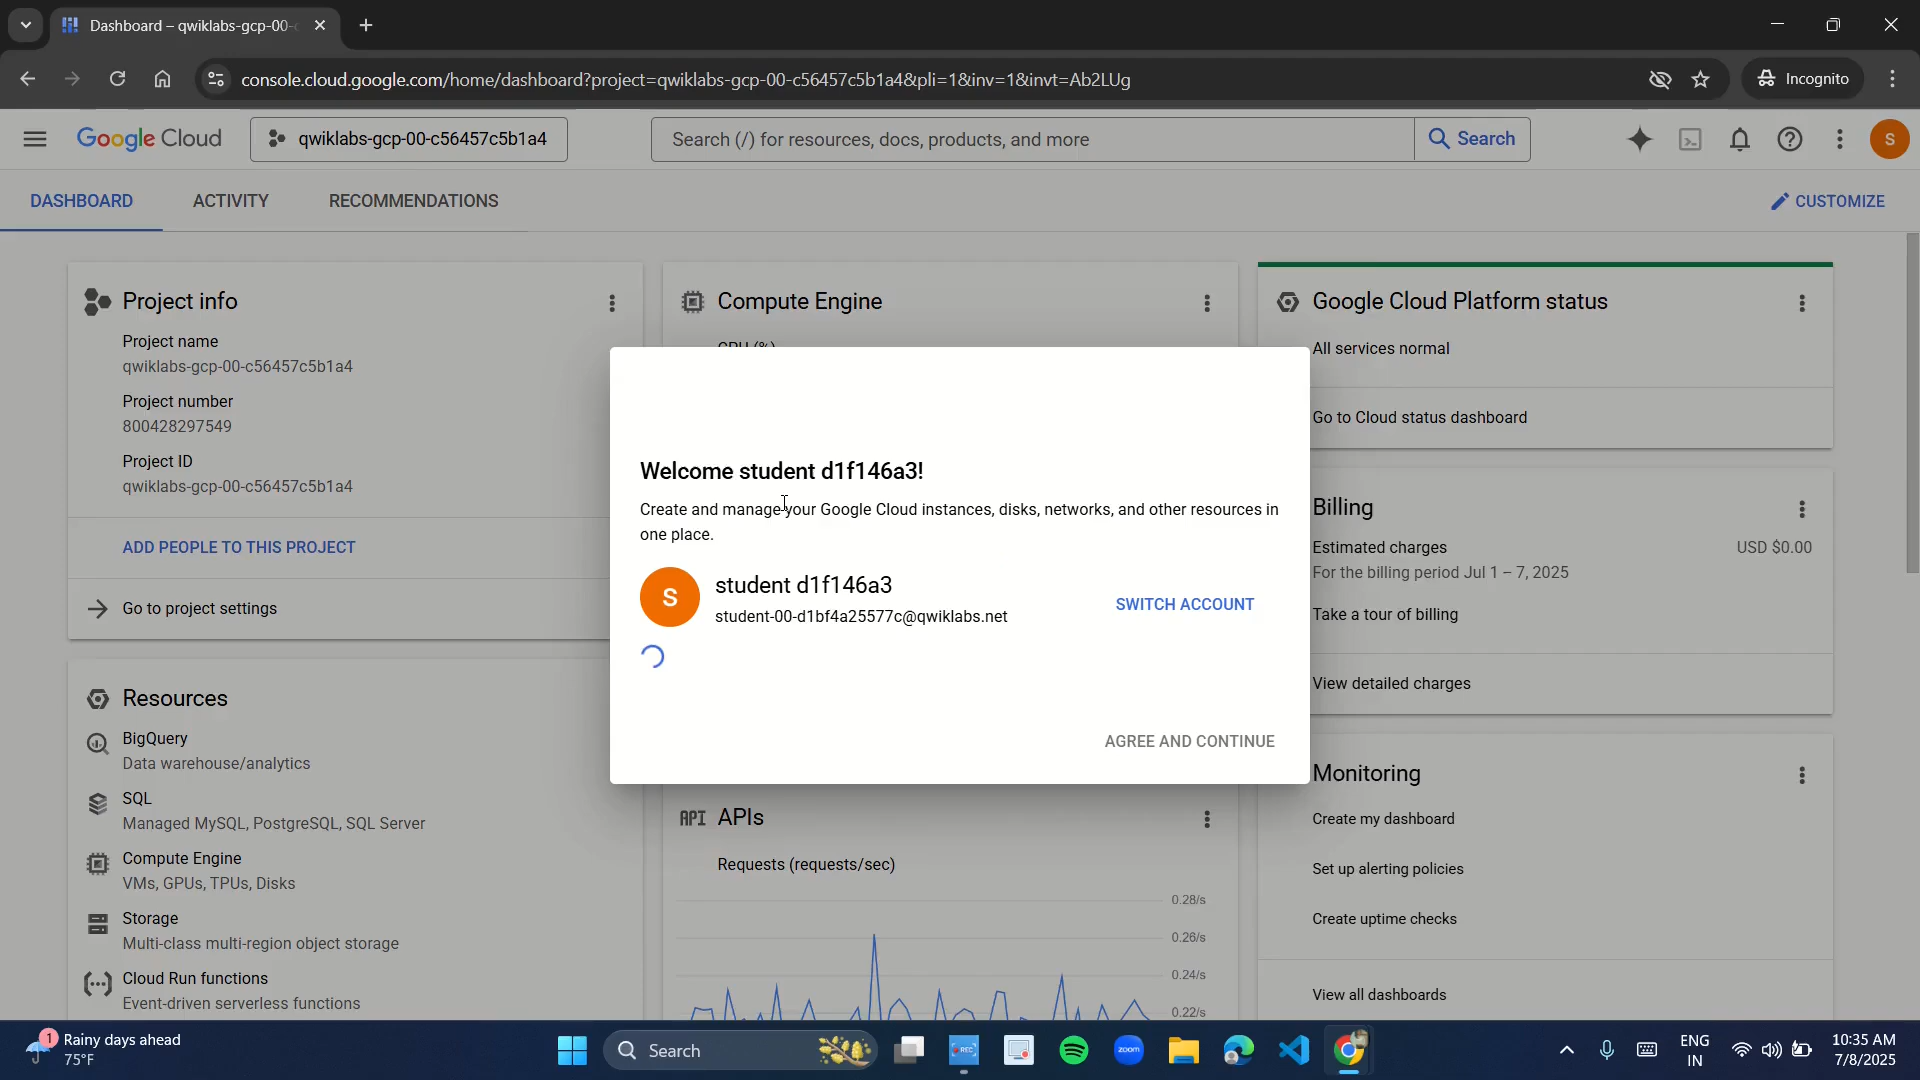 Dashboard – qwiklabs-gcp-00-
console.cloud.google.com/home/dashboard?project=qwiklabs-gcp-00-c56457c5b1a4&pli=1&inv=1&invt=Ab2LUg
Incognito
Google Cloud
qwiklabs-gcp-00-c56457c5b1a4
Search (/) for resources, docs, products, and more
Search
S
DASHBOARD
ACTIVITY
RECOMMENDATIONS
CUSTOMIZE
Project info
Project name
qwiklabs-gcp-00-c56457c5b1a4
Project number
800428297549
Project ID
qwiklabs-gcp-00-c56457c5b1a4
ADD PEOPLE TO THIS PROJECT
Go to project settings
Resources
BigQuery
Data warehouse/analytics
SQL
Managed MySQL, PostgreSQL, SQL Server
Compute Engine
VMs, GPUs, TPUs, Disks
Storage
Multi-class multi-region object storage
Cloud Run functions
Event-driven serverless functions
Compute Engine
CPU (%)
Welcome student d1f146a3!
Create and manage your Google Cloud instances, disks, networks, and other resources in
one place.
S
student d1f146a3
student-00-d1bf4a25577c@qwiklabs.net
SWITCH ACCOUNT
AGREE AND CONTINUE
API APIs
Requests (requests/sec)
0.28/s
0.26/s
0.24/s
0.22/s
Google Cloud Platform status
All services normal
Go to Cloud status dashboard
Billing
Estimated charges
USD $0.00
For the billing period Jul 1 – 7, 2025
Take a tour of billing
View detailed charges
Monitoring
Create my dashboard
Set up alerting policies
Create uptime checks
View all dashboards
1
Rainy days ahead
75°F
Search
REC
zoom
ENG
IN
10:35 AM
7/8/2025